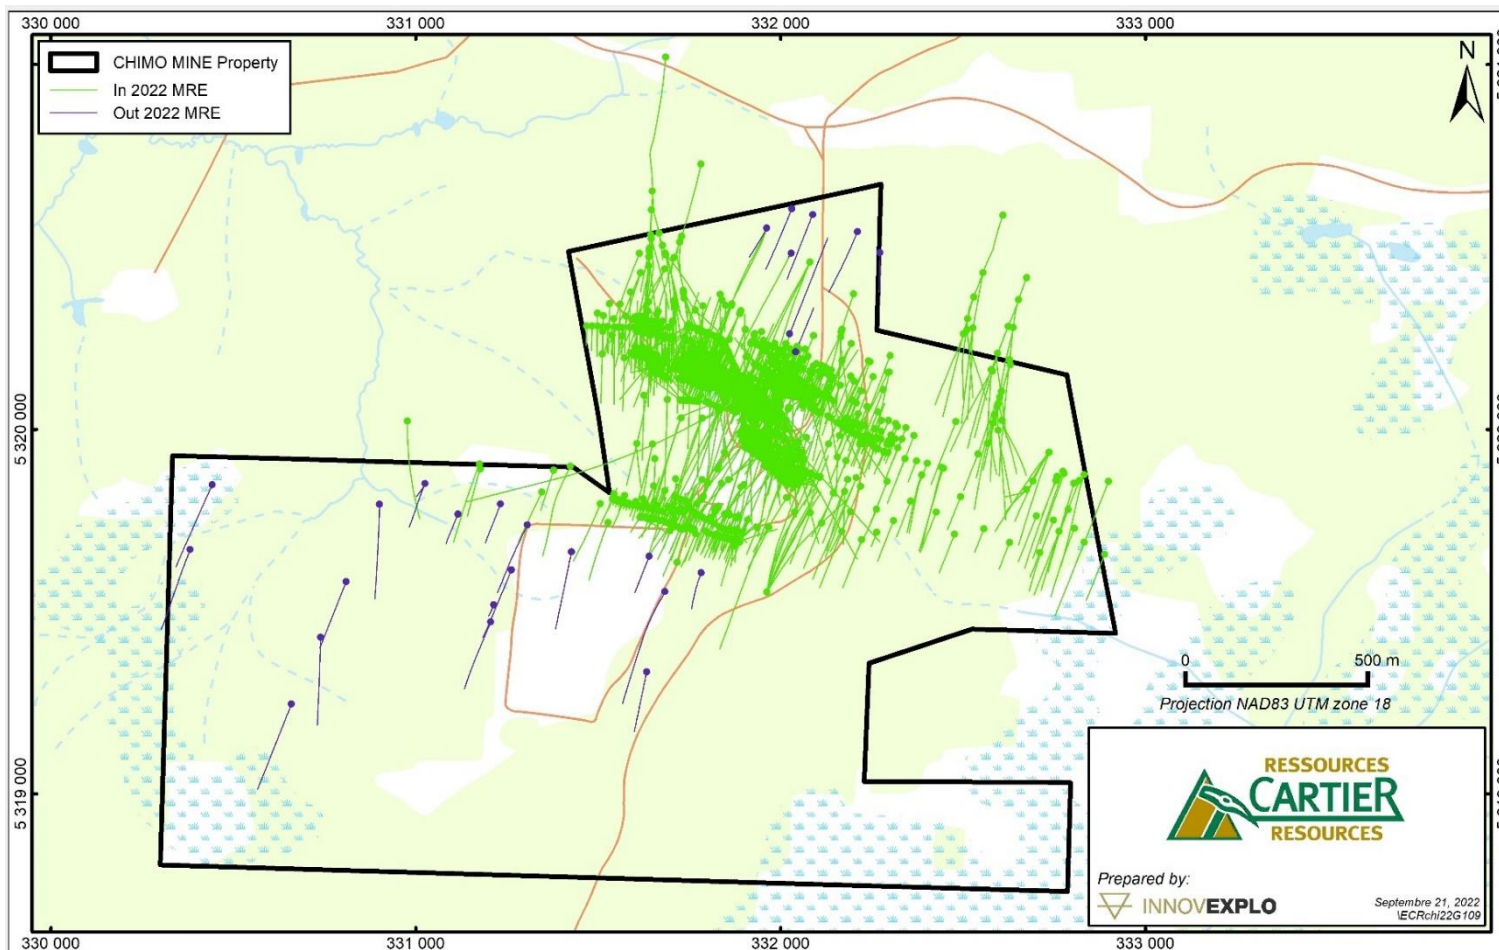 330 000 331 000 332 000 333 000
CHIMO MINE Property
In 2022 MRE
Out 2022 MRE
N
5 320 000
5 319 000
0 500 m
Projection NAD83 UTM zone 18
RESSOURCES
CARTIER
RESOURCES
Prepared by:
INNOVEXPLO
Septembre 21, 2022
\ECRchi22G109
330 000 331 000 332 000 333 000